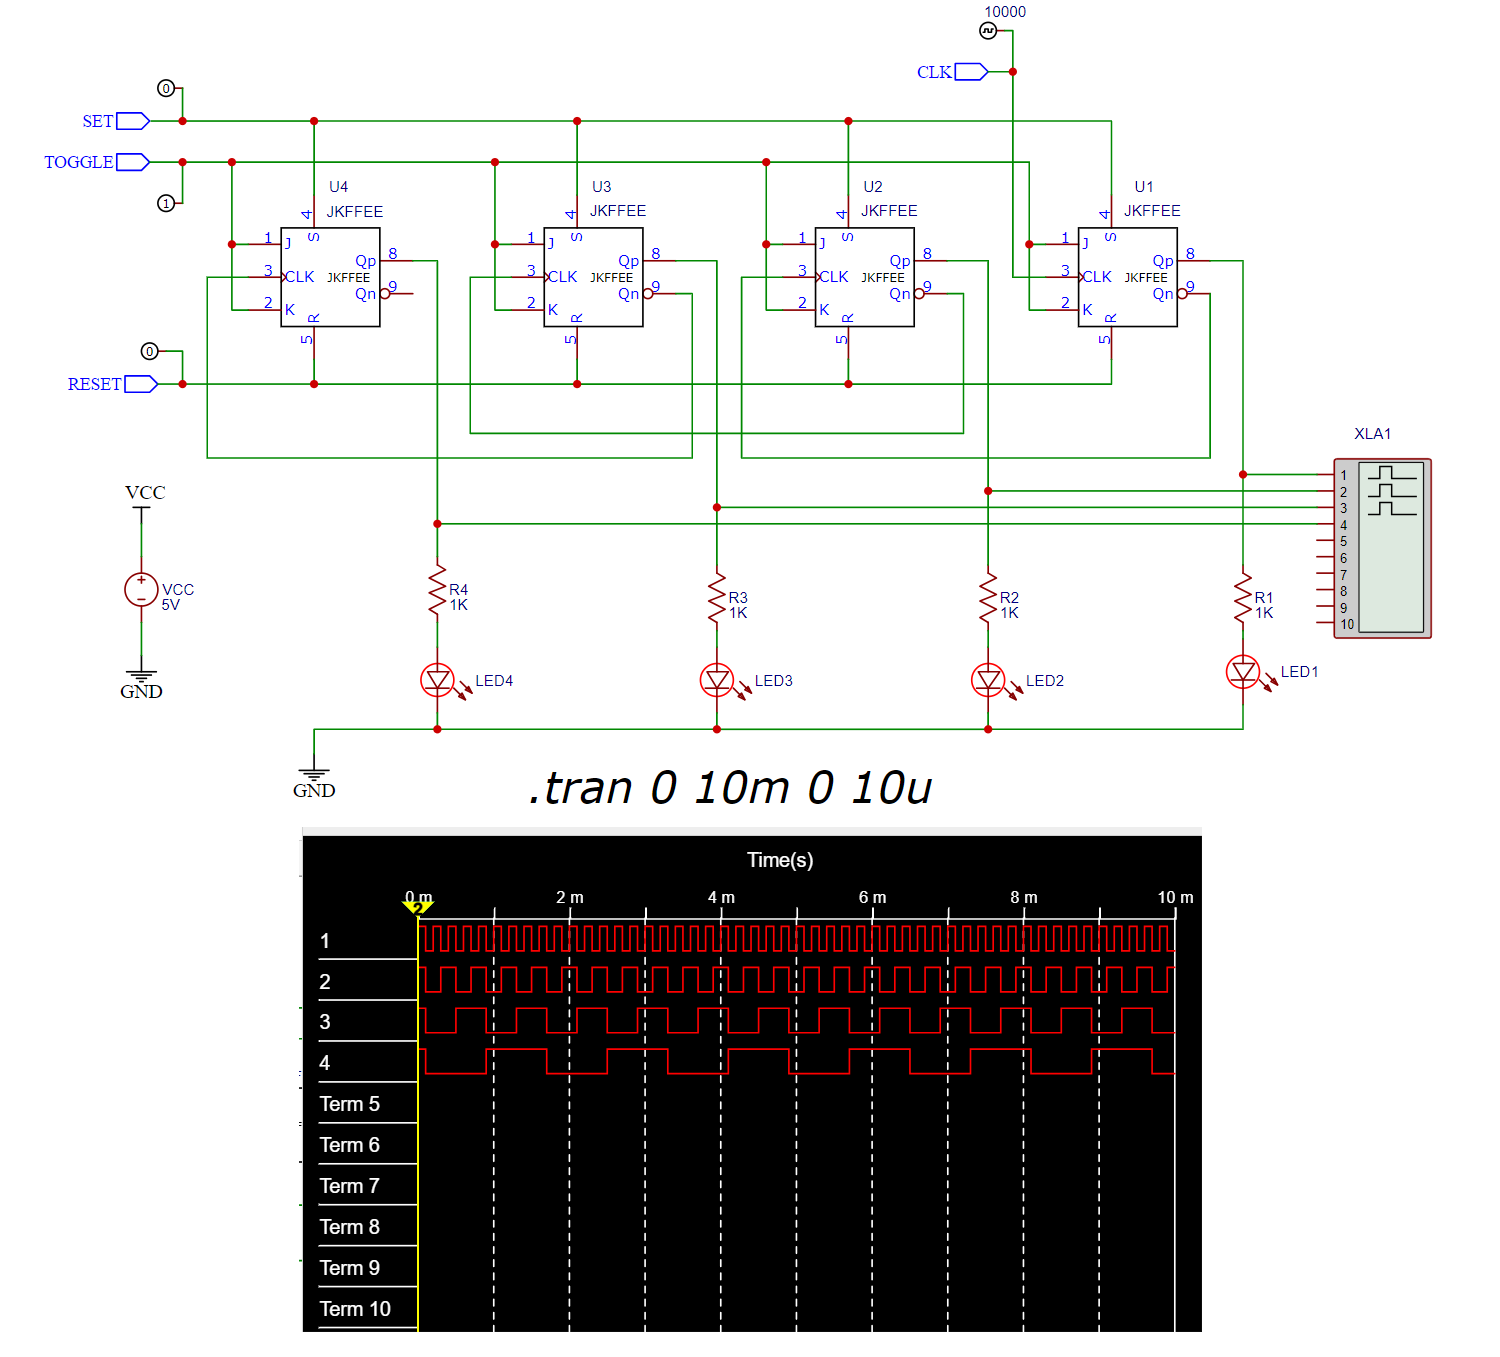 10000
CLK
0
SET
TOGGLE
1
U4
JKFFEE
4
S
1
J
3
CLK
JKFFEE
2
K
Qp
8
Qn
9
R
5
U3
JKFFEE
4
S
1
J
3
CLK
JKFFEE
2
K
Qp
8
Qn
9
R
5
U2
JKFFEE
4
S
1
J
3
CLK
JKFFEE
2
K
Qp
8
Qn
9
R
5
U1
JKFFEE
4
S
1
J
3
CLK
JKFFEE
2
K
Qp
8
Qn
9
R
5
0
RESET
XLA1
1
2
3
4
5
6
7
8
9
10
VCC
VCC
5V
GND
R4
1K
R3
1K
R2
1K
R1
1K
LED4
LED3
LED2
LED1
GND
.tran 0 10m 0 10u
Time(s)
0 m 2 m 4 m 6 m 8 m 10 m
2
1
2
3
4
Term 5
Term 6
Term 7
Term 8
Term 9
Term 10